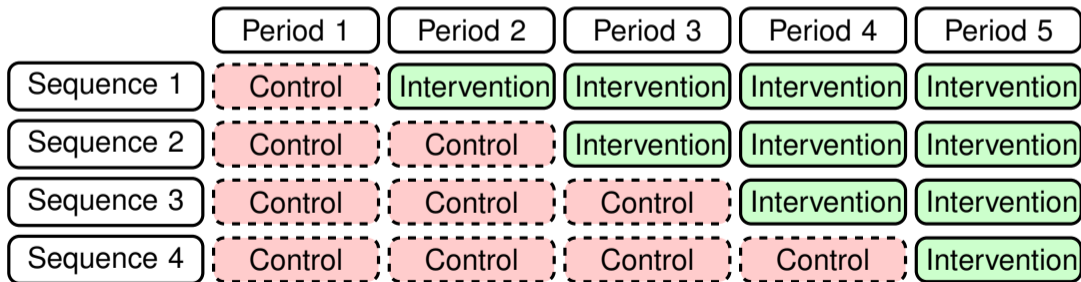 Period 1 Period 2 Period 3 Period 4 Period 5
Sequence 1 Control Intervention Intervention Intervention Intervention
Sequence 2 Control Control Intervention Intervention Intervention
Sequence 3 Control Control Control Intervention Intervention
Sequence 4 Control Control Control Control Intervention